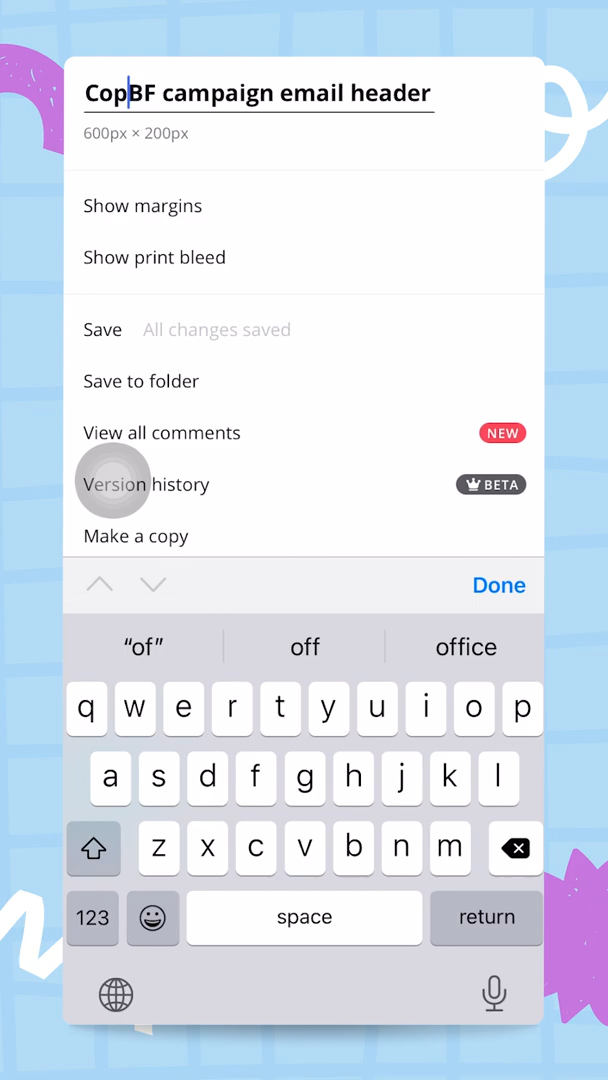 CopBF campaign email header
600px × 200px
Show margins
Show print bleed
Save All changes saved
Save to folder
View all comments NEW
Version history BETA
Make a copy
Done
“of” off office
q w e r t y u i o p
a s d f g h j k l
z x c v b n m
123 space return